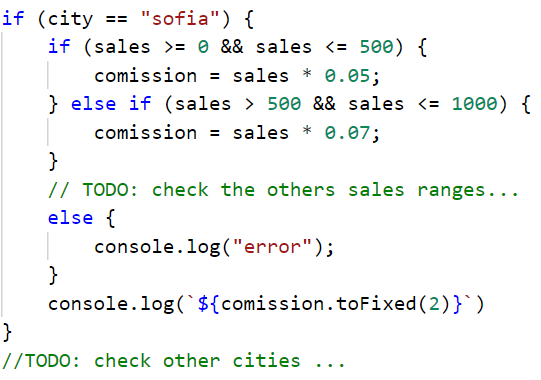 if (city == "sofia") {
    if (sales >= 0 && sales <= 500) {
        comission = sales * 0.05;
    } else if (sales > 500 && sales <= 1000) {
        comission = sales * 0.07;
    }
    // TODO: check the others sales ranges...
    else {
        console.log("error");
    }
    console.log(`${comission.toFixed(2)}`)
}
//TODO: check other cities ...